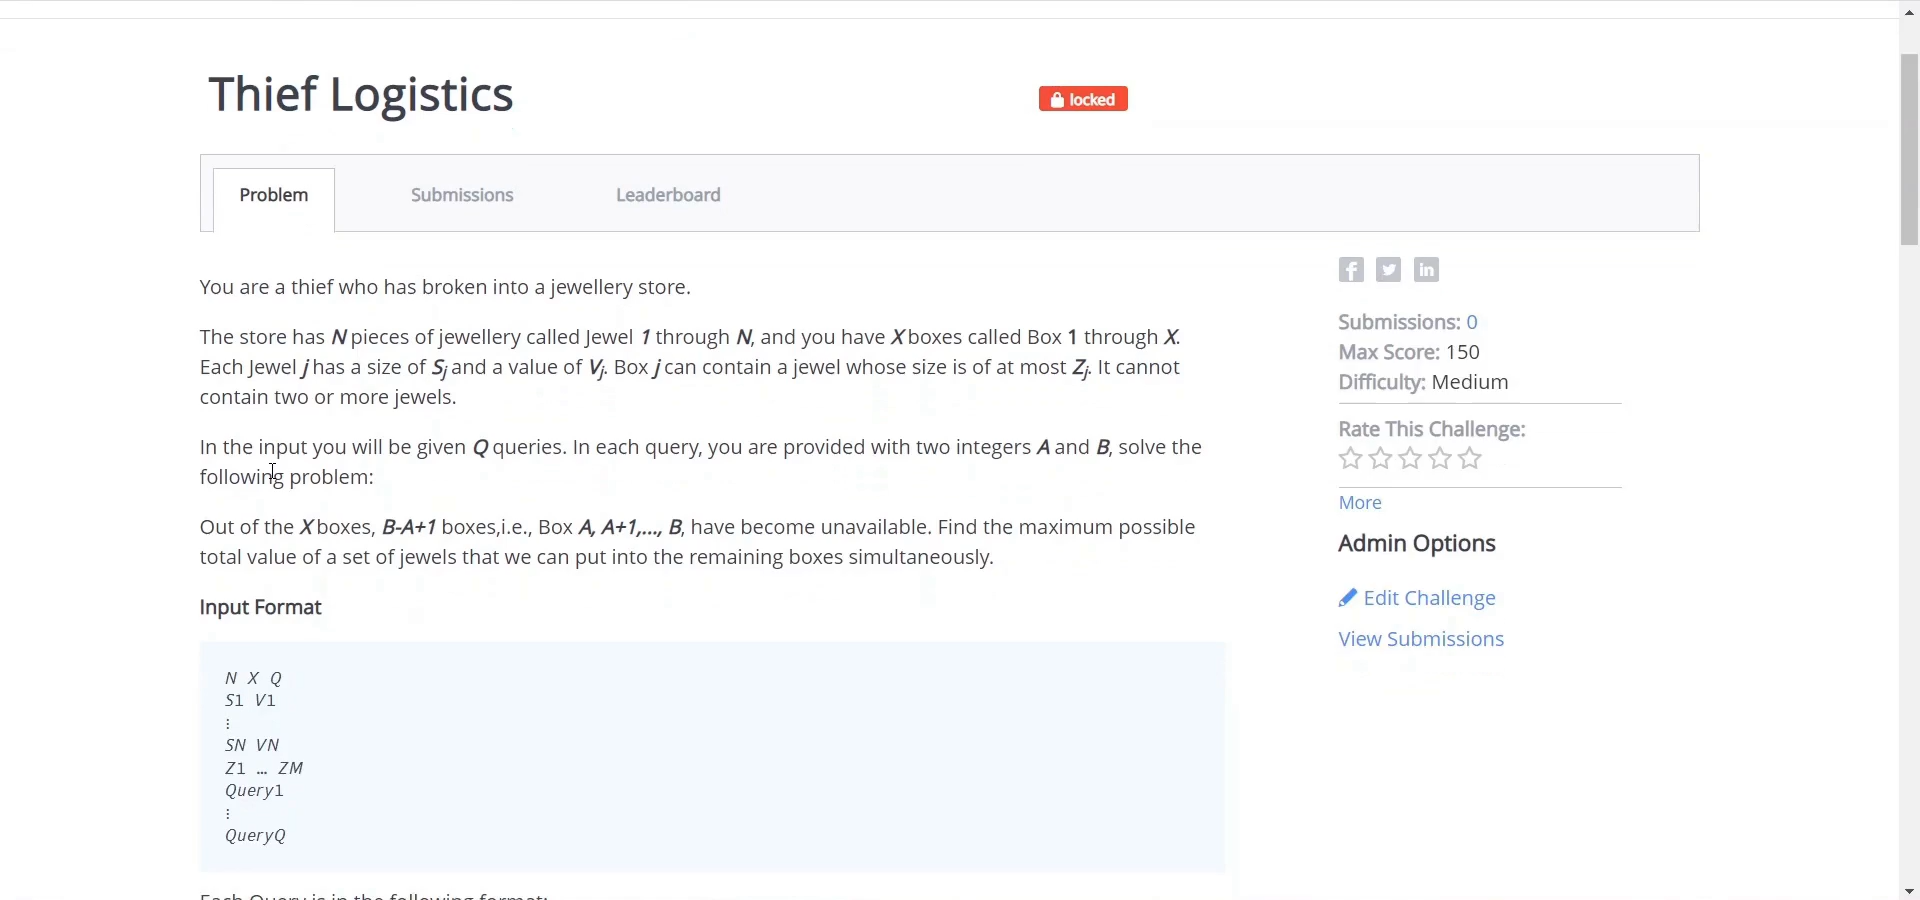 Thief Logistics
locked
Problem
Submissions
Leaderboard
You are a thief who has broken into a jewellery store.
The store has N pieces of jewellery called Jewel 1 through N, and you have X boxes called Box 1 through X.
Each Jewel j has a size of Sj and a value of Vj. Box j can contain a jewel whose size is of at most Zj. It cannot
contain two or more jewels.
In the input you will be given Q queries. In each query, you are provided with two integers A and B, solve the
following problem:
Out of the X boxes, B-A+1 boxes,i.e., Box A, A+1,..., B, have become unavailable. Find the maximum possible
total value of a set of jewels that we can put into the remaining boxes simultaneously.
Input Format
N X Q
S1 V1
⋮
SN VN
Z1 … ZM
Query1
⋮
QueryQ
Each Query is in the following format:
Submissions: 0
Max Score: 150
Difficulty: Medium
Rate This Challenge:
More
Admin Options
Edit Challenge
View Submissions